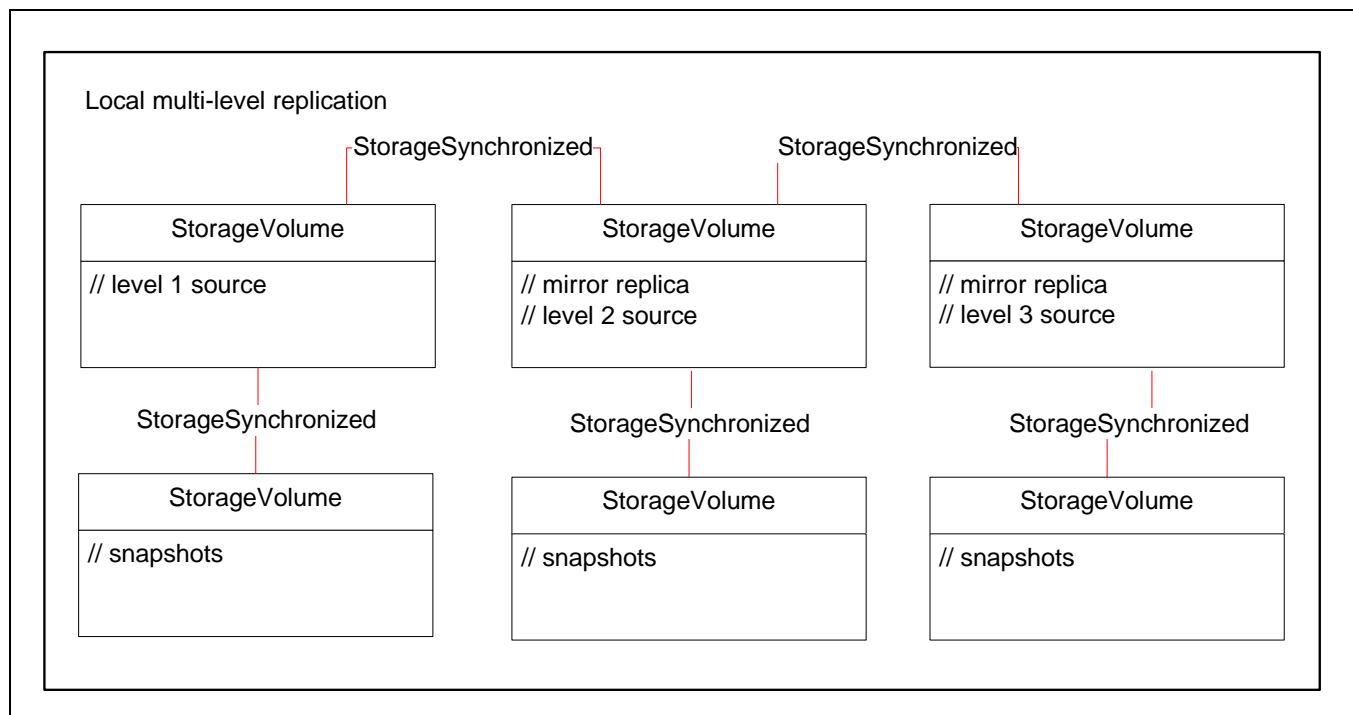 Local multi-level replication
StorageSynchronized
StorageSynchronized
StorageVolume
// level 1 source
StorageVolume
// mirror replica
// level 2 source
StorageVolume
// mirror replica
// level 3 source
StorageSynchronized
StorageSynchronized
StorageSynchronized
StorageVolume
// snapshots
StorageVolume
// snapshots
StorageVolume
// snapshots